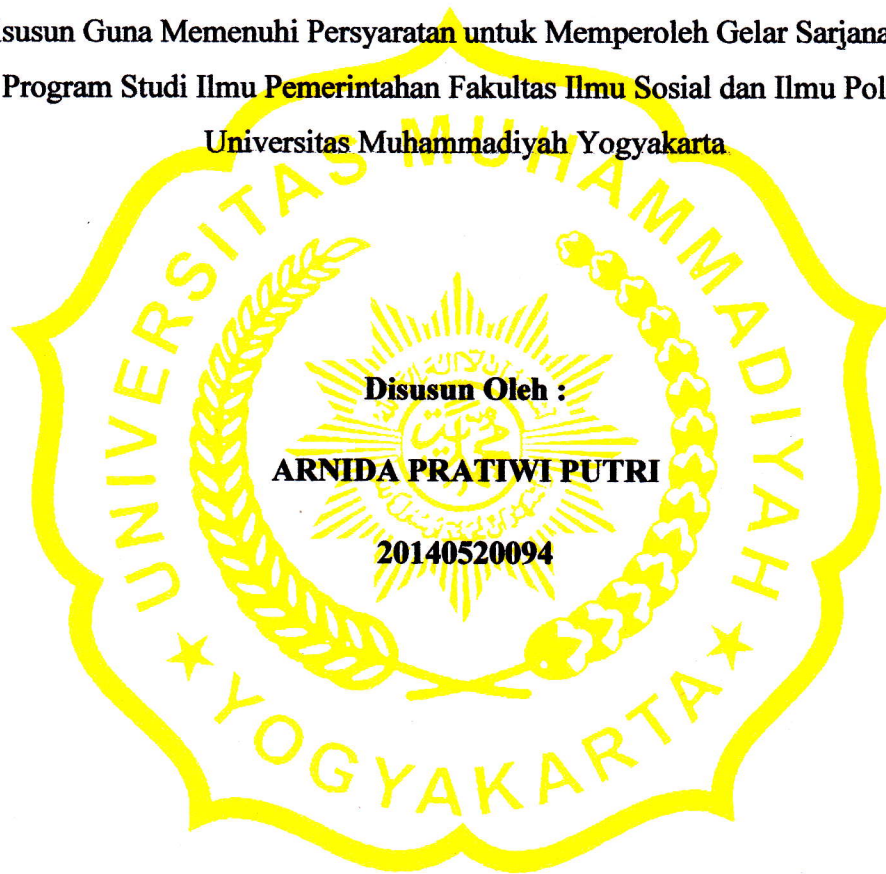 isusun Guna Memenuhi Persyaratan untuk Memperoleh Gelar Sarjana
Program Studi Ilmu Pemerintahan Fakultas Ilmu Sosial dan Ilmu Pol
Universitas Muhammadiyah Yogyakarta
UNIVERSITAS MUHAMMADIYAH
Disusun Oleh :
ARNIDA PRATIWI PUTRI
20140520094
★ YOGYAKARTA ★